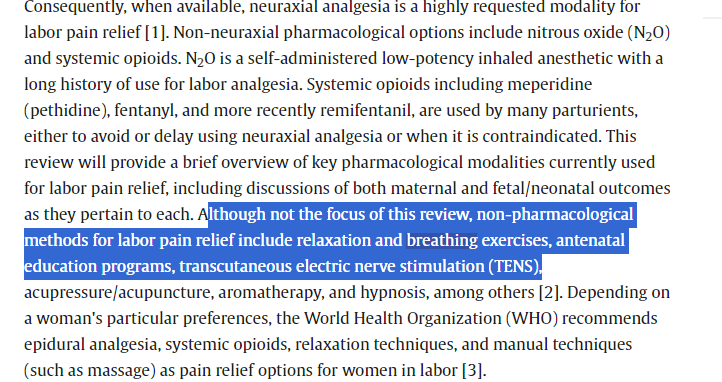 Consequently, when available, neuraxial analgesia is a highly requested modality for
labor pain relief [1]. Non-neuraxial pharmacological options include nitrous oxide (N₂O)
and systemic opioids. N₂O is a self-administered low-potency inhaled anesthetic with a
long history of use for labor analgesia. Systemic opioids including meperidine
(pethidine), fentanyl, and more recently remifentanil, are used by many parturients,
either to avoid or delay using neuraxial analgesia or when it is contraindicated. This
review will provide a brief overview of key pharmacological modalities currently used
for labor pain relief, including discussions of both maternal and fetal/neonatal outcomes
as they pertain to each. Although not the focus of this review, non-pharmacological
methods for labor pain relief include relaxation and breathing exercises, antenatal
education programs, transcutaneous electric nerve stimulation (TENS),
acupressure/acupuncture, aromatherapy, and hypnosis, among others [2]. Depending on
a woman's particular preferences, the World Health Organization (WHO) recommends
epidural analgesia, systemic opioids, relaxation techniques, and manual techniques
(such as massage) as pain relief options for women in labor [3].